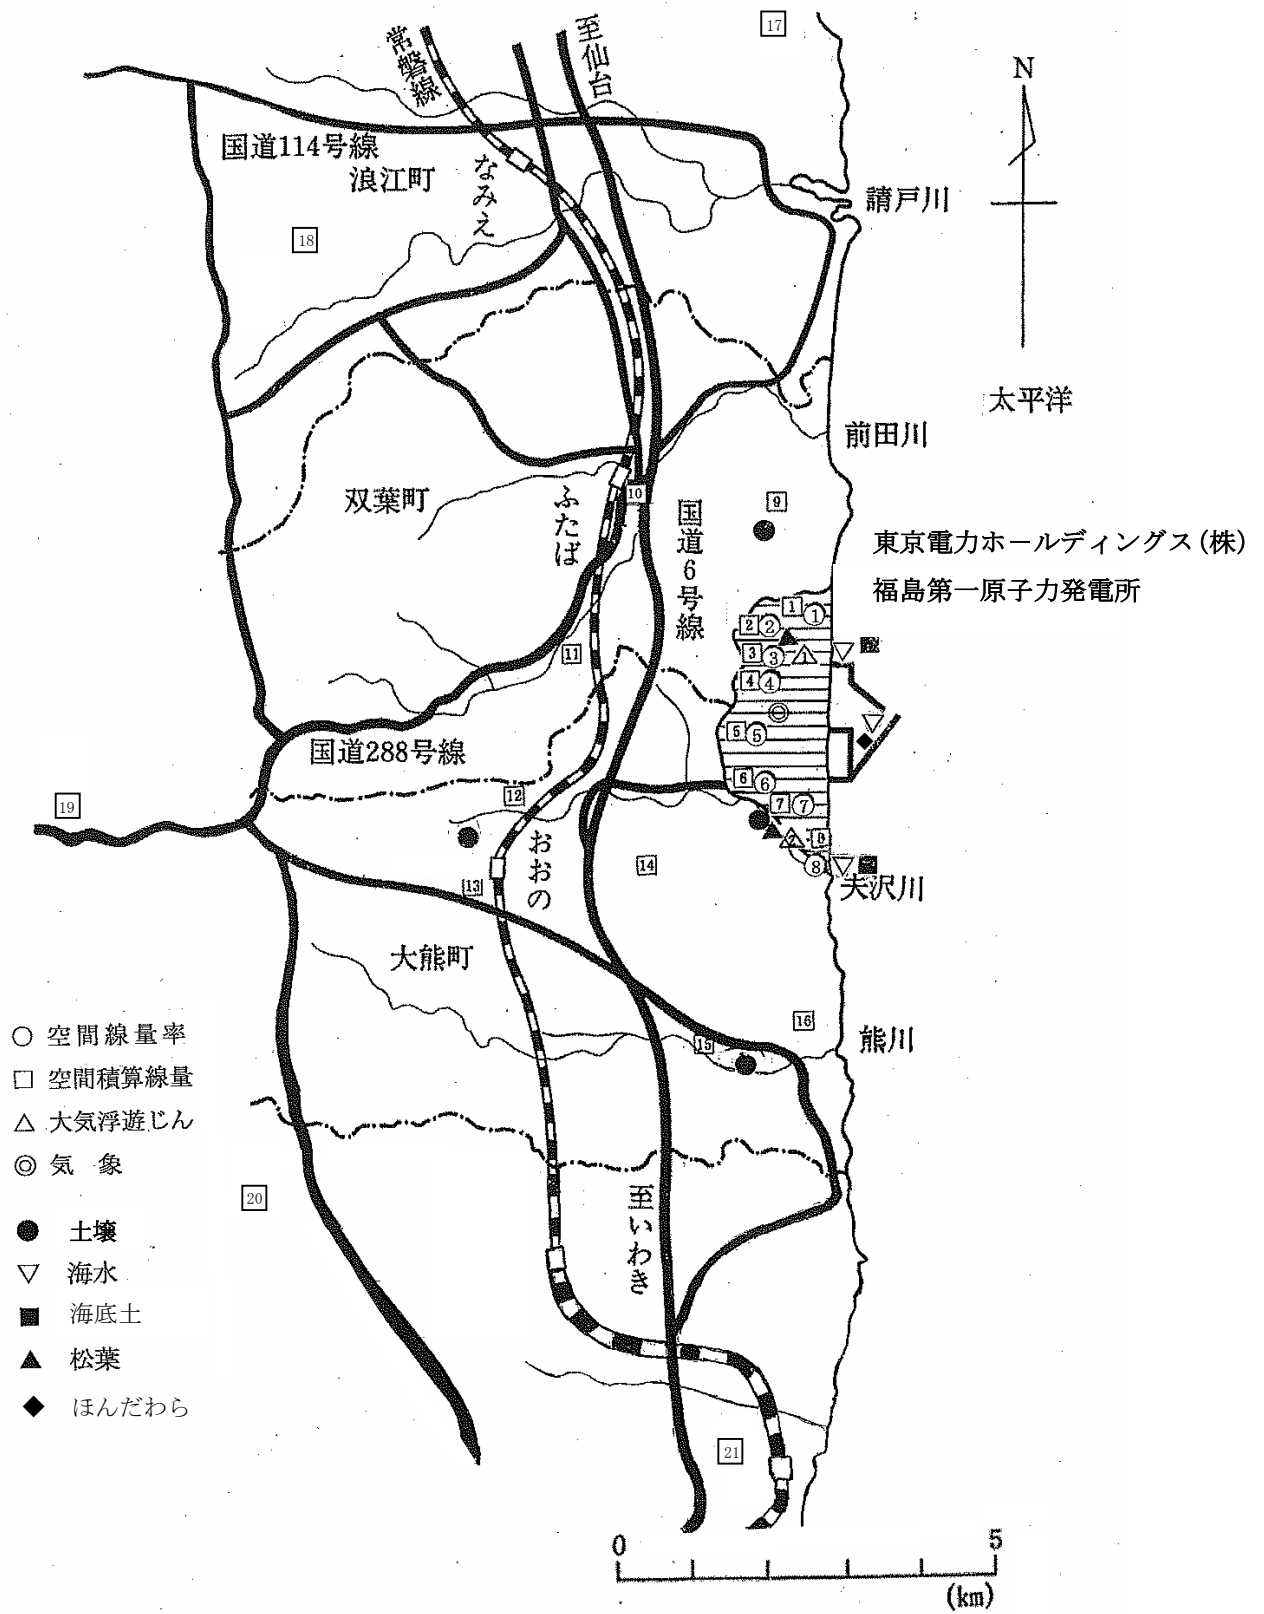 17
常磐線
至仙台
N
国道114号線
浪江町
なみえ
請戸川
18
太平洋
前田川
双葉町
ふたば
10
国道6号線
9
東京電力ホールディングス(株)
福島第一原子力発電所
1 ①
2 ②
3 ③ 1
4 ④
5 ⑤
6 ⑥
7 ⑦
2 8
⑧
11
国道288号線
19
12
おおの
13
14
夫沢川
大熊町
16
15
熊川
○ 空間線量率
□ 空間積算線量
△ 大気浮遊じん
◎ 気象
● 土壌
▽ 海水
■ 海底土
▲ 松葉
◆ ほんだわら
20
至いわき
21
0 5
(km)